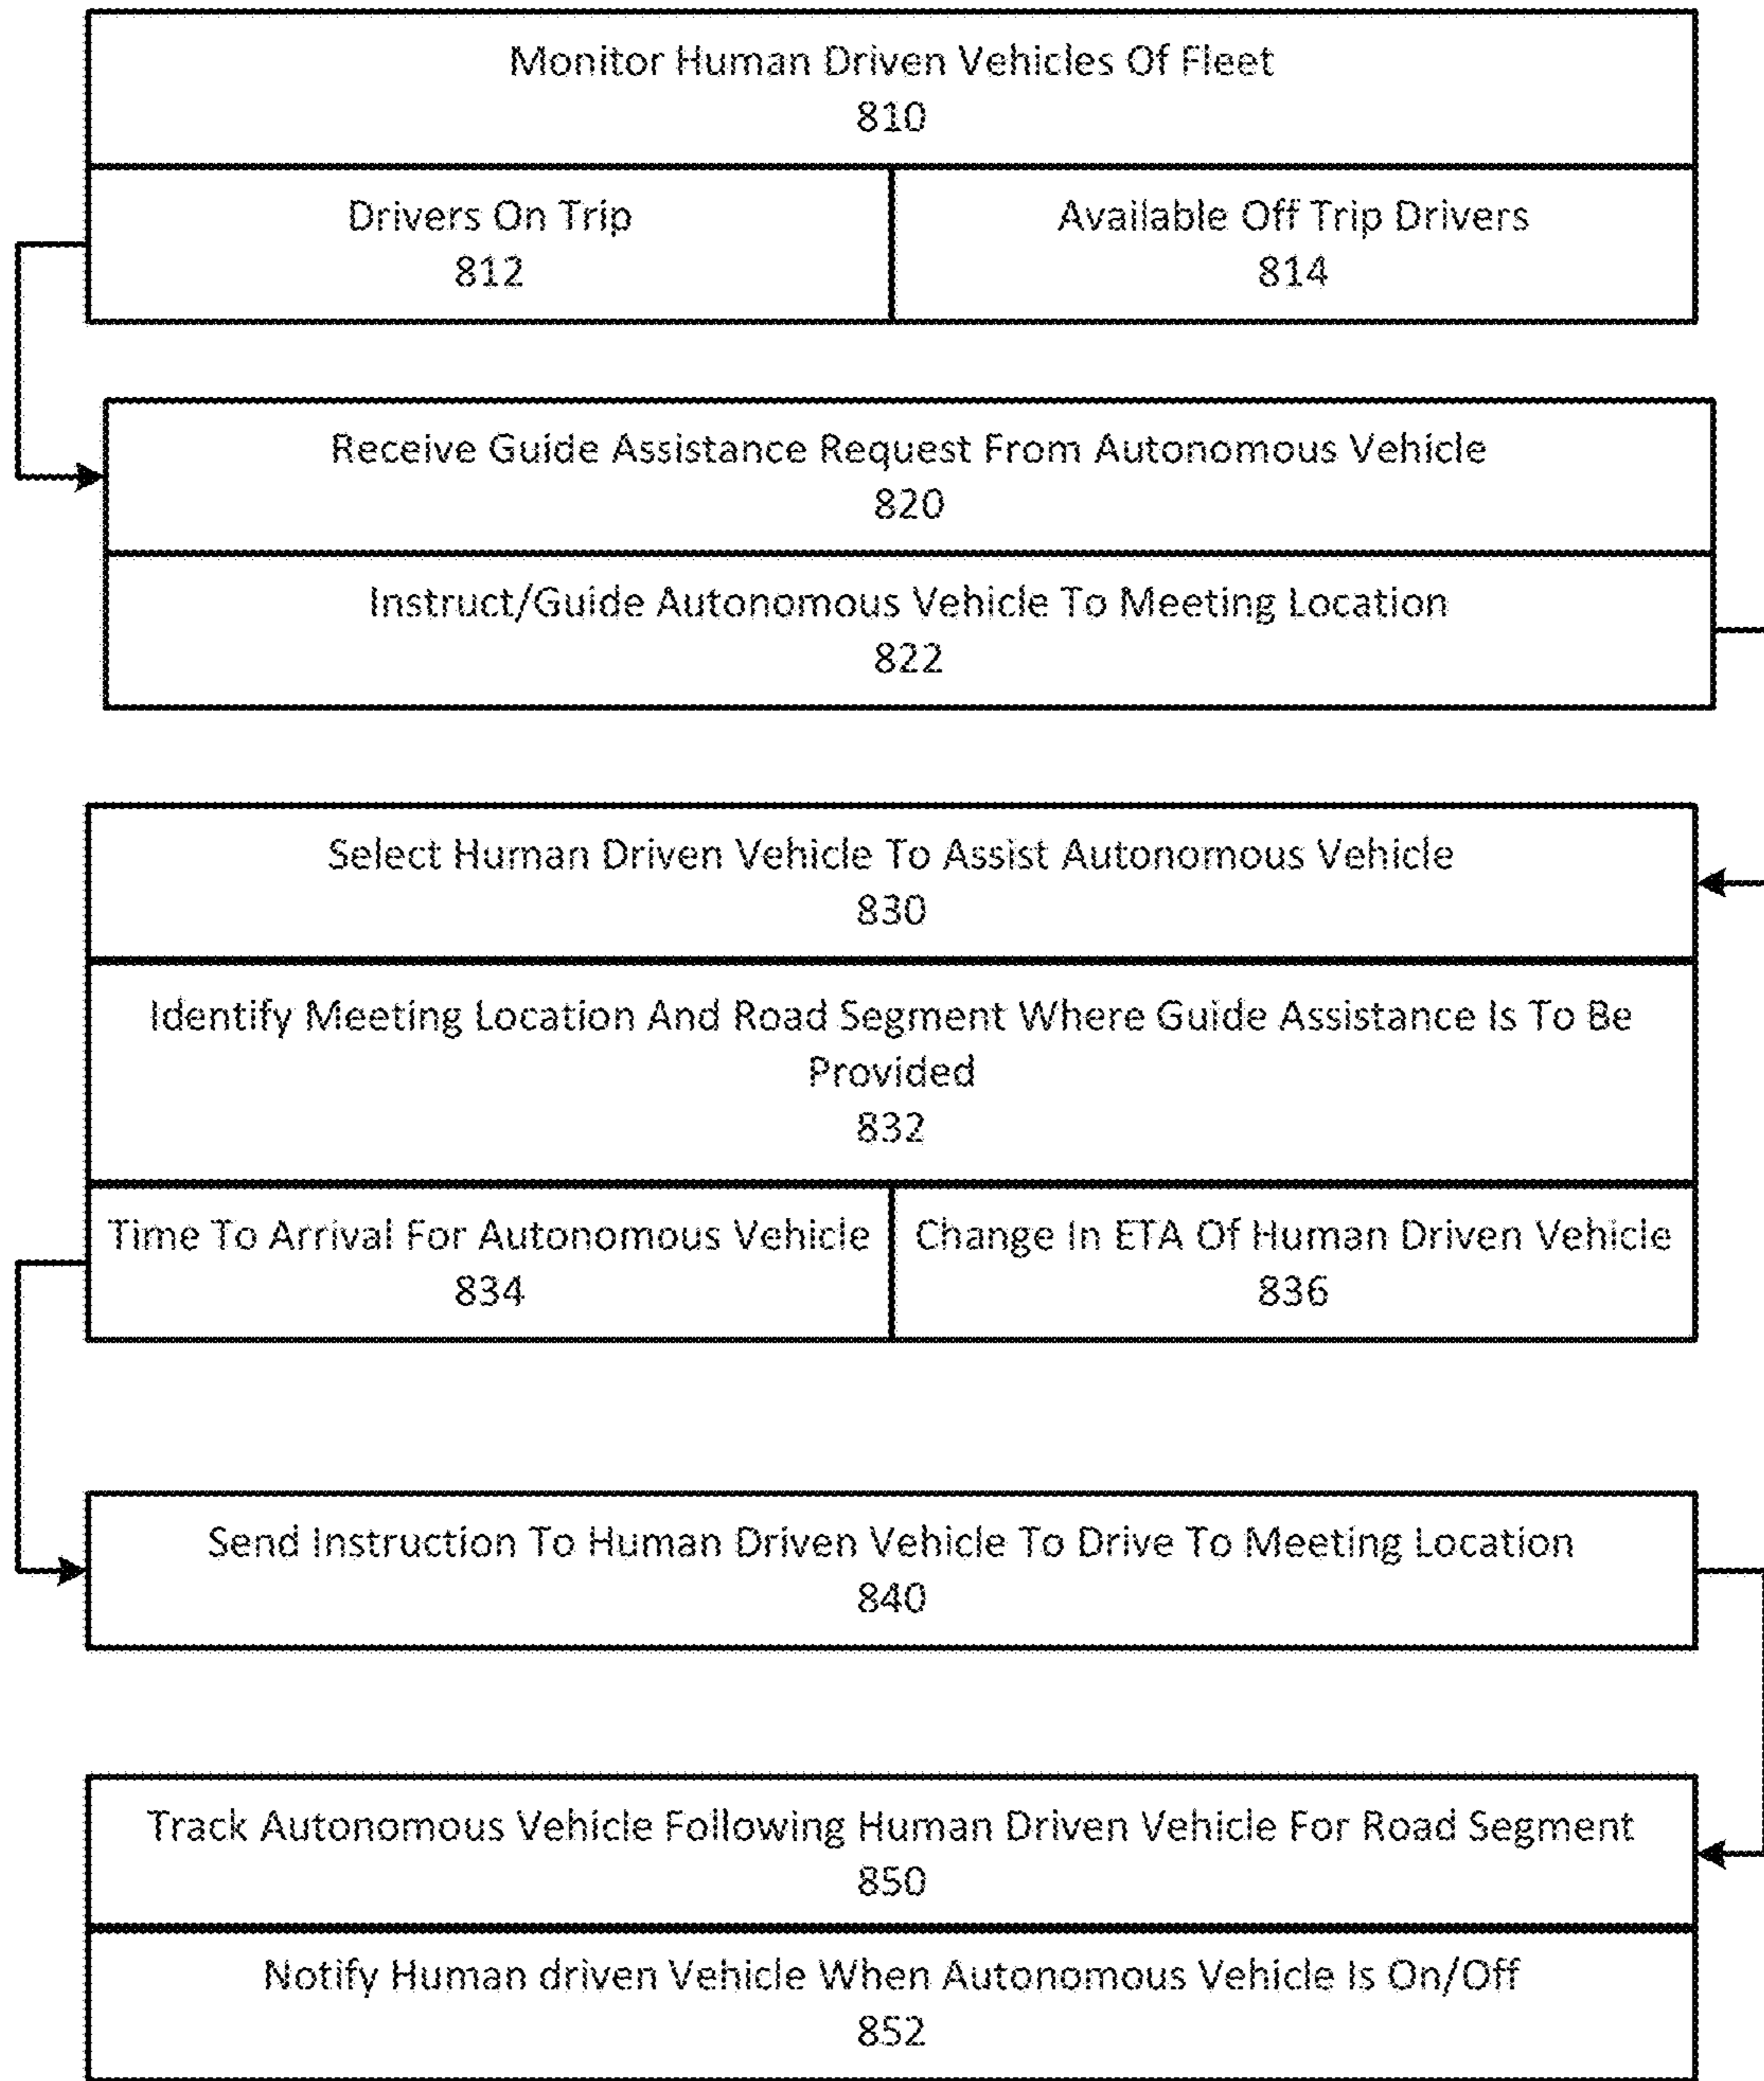 Monitor Human Driven Vehicles Of Fleet
810
Drivers On Trip
812
Available Off Trip Drivers
814
Receive Guide Assistance Request From Autonomous Vehicle
820
Instruct/Guide Autonomous Vehicle To Meeting Location
822
Select Human Driven Vehicle To Assist Autonomous Vehicle
830
Identify Meeting Location And Road Segment Where Guide Assistance Is To Be
Provided
832
Time To Arrival For Autonomous Vehicle
834
Change In ETA Of Human Driven Vehicle
836
Send Instruction To Human Driven Vehicle To Drive To Meeting Location
840
Track Autonomous Vehicle Following Human Driven Vehicle For Road Segment
850
Notify Human driven Vehicle When Autonomous Vehicle Is On/Off
852